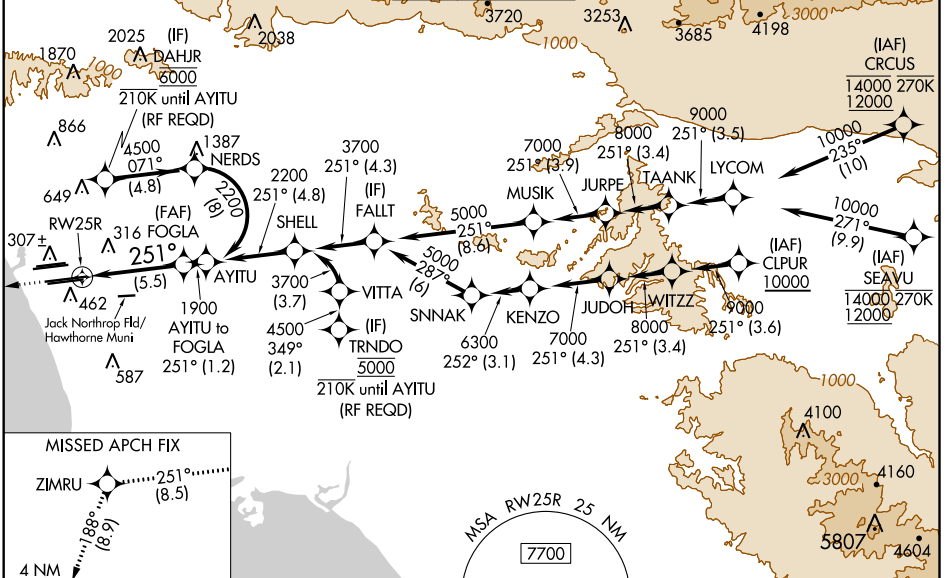 3720
3253
3685
4198
3000
1000
2038
2025
(IF)
DAHJR
6000
210K until AYITU
(RF REQD)
1870
1000
866
649
4500
071°
(4.8)
1387
NERDS
2200
(8)
(IAF)
CRCUS
14000 270K
12000
10000
235°
(10)
9000
251° (3.5)
LYCOM
8000
251° (3.4)
TAANK
7000
251° (3.9)
JURPE
MUSIK
3700
251° (4.3)
(IF)
FALLT
2200
251° (4.8)
SHELL
5000
251°
(8.6)
10000
271°
(9.9)
(IAF)
SEAVU
14000 270K
12000
(IAF)
CLPUR
10000
RW25R
307±
316
(FAF)
FOGLA
251°
(5.5)
AYITU
462
Jack Northrop Fld/
Hawthorne Muni
587
1900
AYITU to
FOGLA
251° (1.2)
3700
(3.7)
VITTA
4500
349°
(2.1)
(IF)
TRNDO
5000
210K until AYITU
(RF REQD)
5000
287°
(6)
SNNAK
6300
252° (3.1)
KENZO
7000
251° (4.3)
JUDOH
8000
251° (3.4)
WITZZ
9000
251° (3.6)
1000
4100
3000
4160
5807
4604
MISSED APCH FIX
ZIMRU
251°
(8.5)
188°
(8.9)
4 NM
MSA RW25R 25 NM
7700